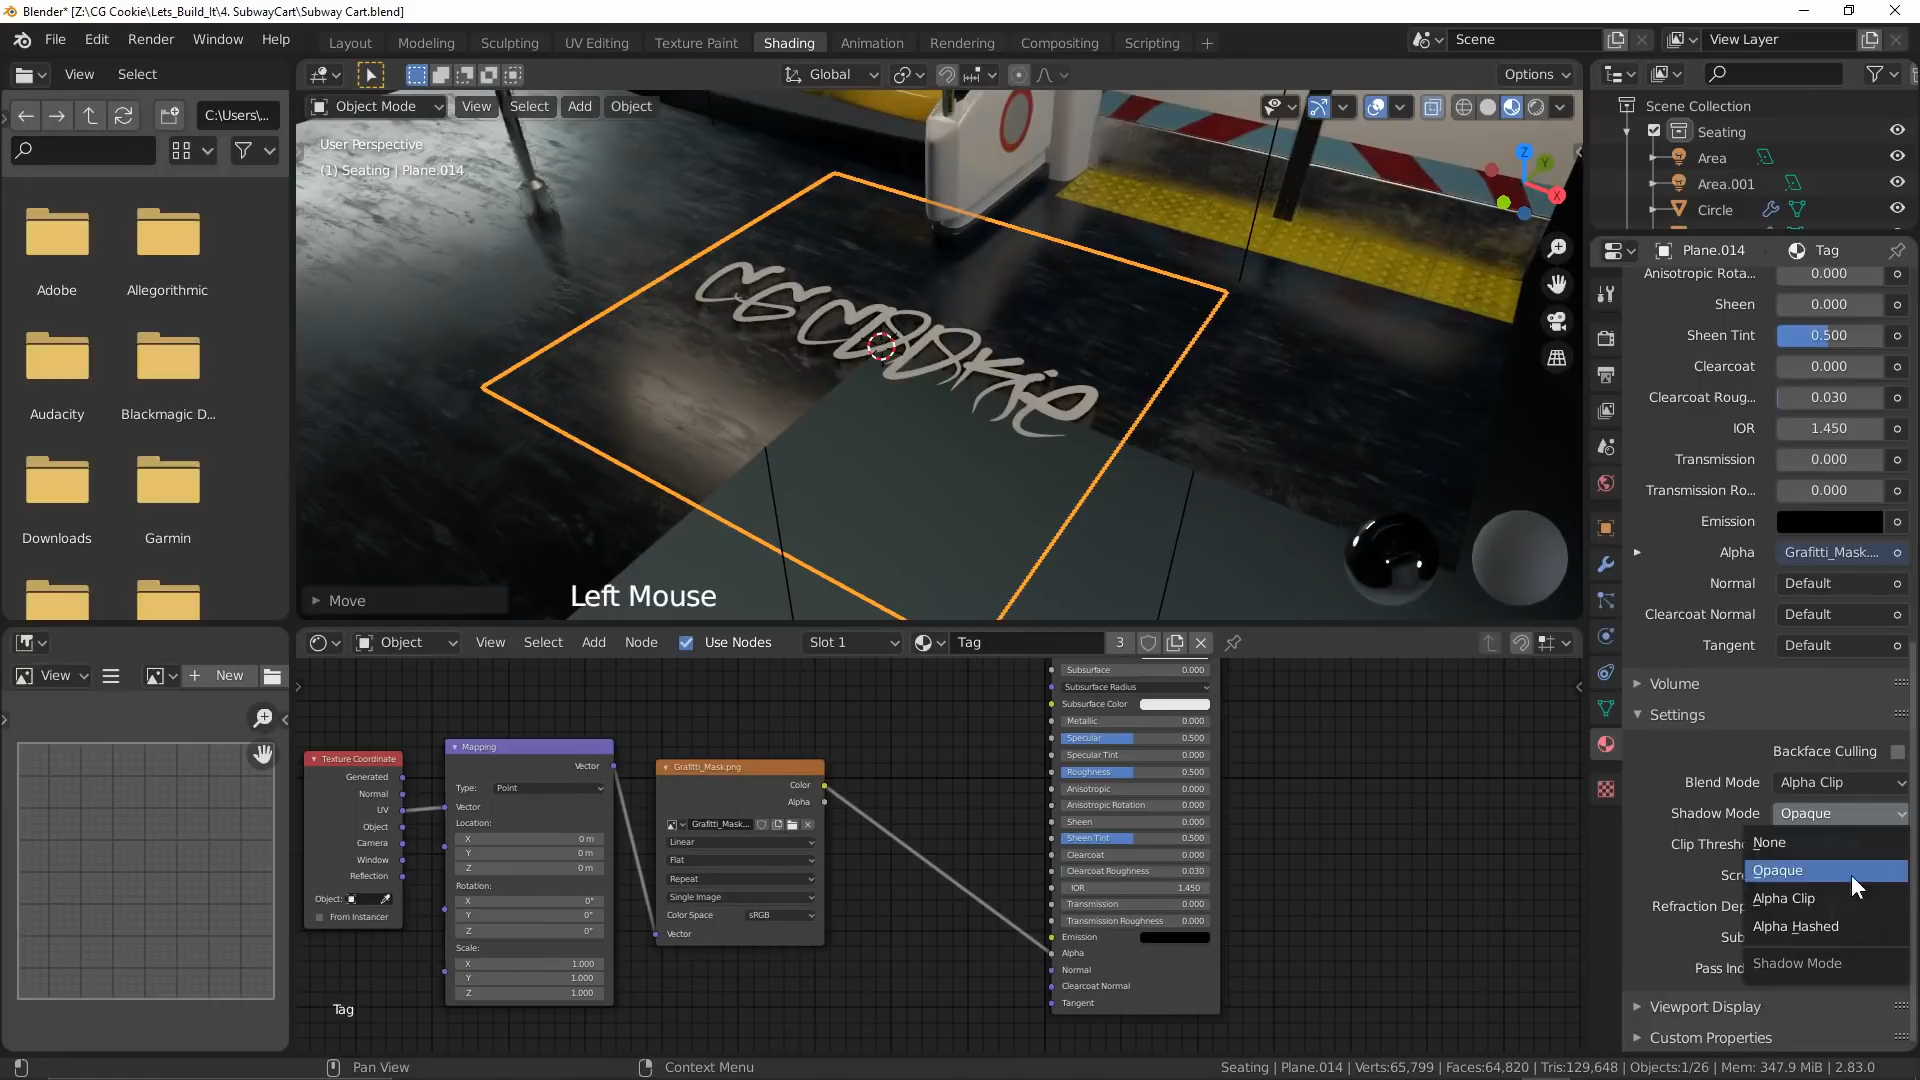 Blender* [Z:\CG Cookie\Lets_Build_It\4. SubwayCart\Subway Cart.blend]
File Edit Render Window Help
Layout Modeling Sculpting UV Editing Texture Paint Shading Animation Rendering Compositing Scripting
Scene
View Layer
View Select
Global
Options
C:\Users\...
Object Mode View Select Add Object
User Perspective
(1) Seating | Plane.014
Z
Y
X
CG COOKie
Adobe
Allegorithmic
Audacity
Blackmagic D...
Downloads
Garmin
Move
Left Mouse
Scene Collection
Seating
Area
Area.001
Circle
Plane.014 Tag
Anisotropic Rota... 0.000
Sheen 0.000
Sheen Tint 0.500
Clearcoat 0.000
Clearcoat Roug... 0.030
IOR 1.450
Transmission 0.000
Transmission Ro... 0.000
Emission
Alpha Grafitti_Mask....
Normal Default
Clearcoat Normal Default
Tangent Default
Volume
Settings
Backface Culling
Blend Mode Alpha Clip
Shadow Mode Opaque
Clip Thresho
None
Opaque
Alpha Clip
Alpha Hashed
Shadow Mode
Scre
Refraction Dep
Sub
Pass Ind
Viewport Display
Custom Properties
View New
Object View Select Add Node Use Nodes Slot 1 Tag 3
Texture Coordinate
Generated
Normal
UV
Object
Camera
Window
Reflection
Object:
From Instancer
Mapping
Vector
Type: Point
Vector
Location:
X 0 m
Y 0 m
Z 0 m
Rotation:
X 0°
Y 0°
Z 0°
Scale:
X 1.000
Y 1.000
Z 1.000
Grafitti_Mask.png
Color
Alpha
Grafitti_Mask...
Linear
Flat
Repeat
Single Image
Color Space sRGB
Vector
Subsurface 0.000
Subsurface Radius
Subsurface Color
Metallic 0.000
Specular 0.500
Specular Tint 0.000
Roughness 0.500
Anisotropic 0.000
Anisotropic Rotation 0.000
Sheen 0.000
Sheen Tint 0.500
Clearcoat 0.000
Clearcoat Roughness 0.030
IOR 1.450
Transmission 0.000
Transmission Roughness 0.000
Emission
Alpha
Normal
Clearcoat Normal
Tangent
Tag
Pan View
Context Menu
Seating | Plane.014 | Verts:65,799 | Faces:64,820 | Tris:129,648 | Objects:1/26 | Mem: 347.9 MiB | 2.83.0